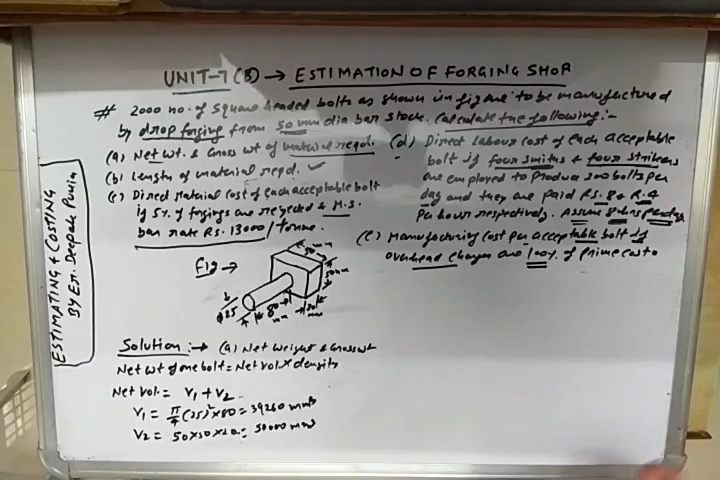 UNIT-7(B) → ESTIMATION OF FORGING SHOP
# 2000 no. of square headed bolts as shown in figure to be manufactured
by drop forging from 50 mm dia bar stock. Calculate the following:-
(a) Net wt. & Gross wt of material reqd.
(b) Length of material reqd. ✓
(c) Direct Material Cost of each acceptable bolt
if 5% of forgings are rejected & M.S.
bar rate Rs. 13000/tonne.
(d) Direct labour cost of each acceptable
bolt if four smiths & four strikers
are employed to produce 200 bolts per
day and they are paid Rs. 8 & R. 4
Per hour respectively. Assume 8 hrs per day
(e) Manufacturing cost per acceptable bolt if
overhead charges are 100% of prime cost.
Fig →
50 mm
50 mm
ϕ25
80 mm
20 mm
Solution :→ (a) Net weight & Gross wt
Net wt of one bolt = Net vol. × density
Net vol. = V1 + V2
V1 = π/4 (25)² × 80 = 39260 mm³
V2 = 50×50×20 = 50000 mm³
ESTIMATING & COSTING
By Er. Deepak Punia